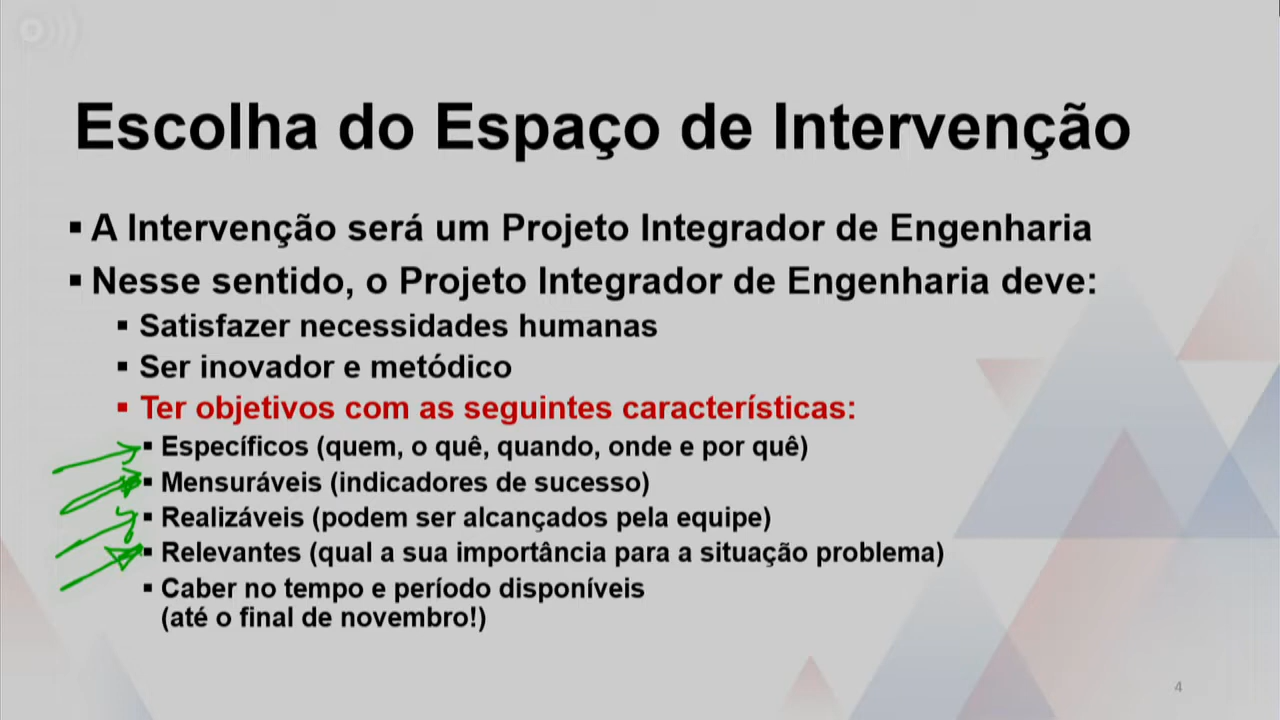 Escolha do Espaço de Intervenção
▪ A Intervenção será um Projeto Integrador de Engenharia
▪ Nesse sentido, o Projeto Integrador de Engenharia deve:
▪ Satisfazer necessidades humanas
▪ Ser inovador e metódico
▪ Ter objetivos com as seguintes características:
▪ Específicos (quem, o quê, quando, onde e por quê)
▪ Mensuráveis (indicadores de sucesso)
▪ Realizáveis (podem ser alcançados pela equipe)
▪ Relevantes (qual a sua importância para a situação problema)
▪ Caber no tempo e período disponíveis
(até o final de novembro!)
4